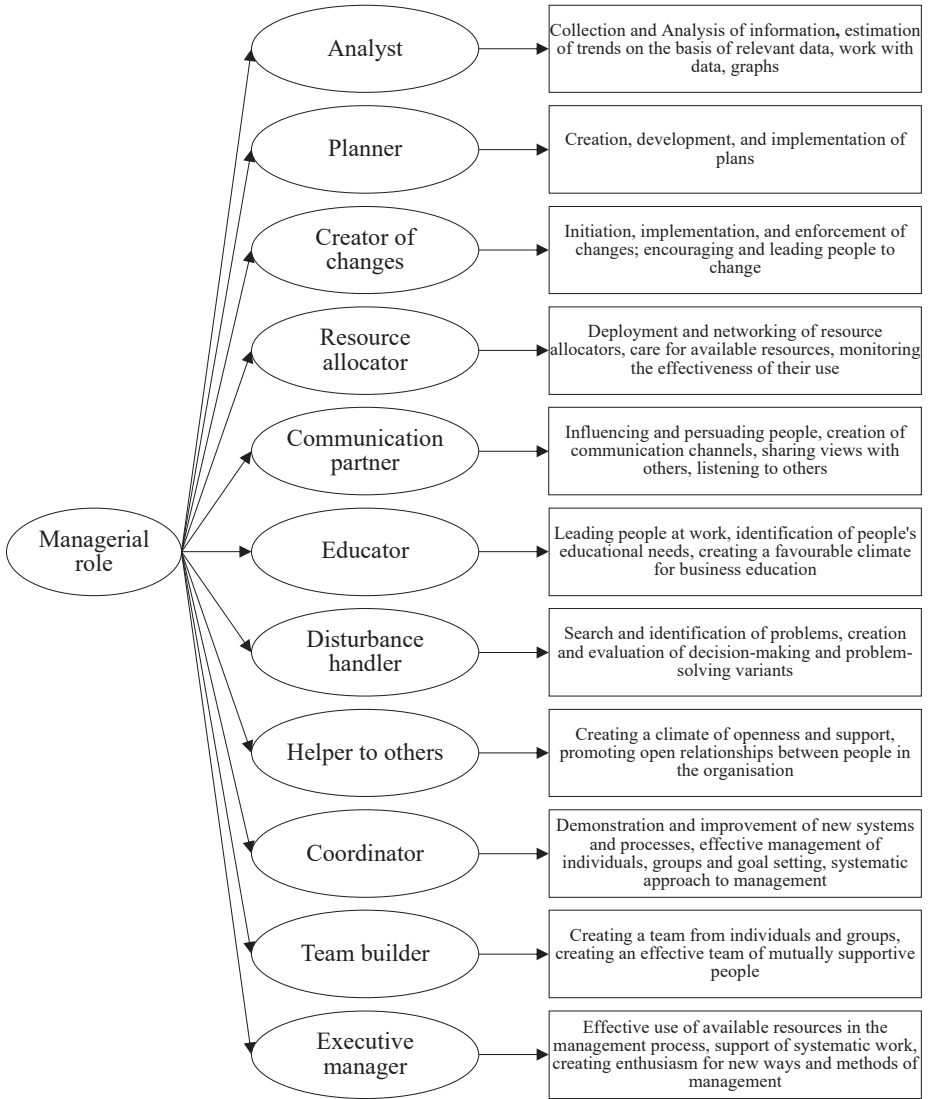 Analyst
Collection and Analysis of information, estimation
of trends on the basis of relevant data, work with
data, graphs
Planner
Creation, development, and implementation of
plans
Creator of
changes
Initiation, implementation, and enforcement of
changes; encouraging and leading people to
change
Resource
allocator
Deployment and networking of resource
allocators, care for available resources, monitoring
the effectiveness of their use
Communication
partner
Influencing and persuading people, creation of
communication channels, sharing views with
others, listening to others
Managerial
role
Educator
Leading people at work, identification of people's
educational needs, creating a favourable climate
for business education
Disturbance
handler
Search and identification of problems, creation
and evaluation of decision-making and problem-
solving variants
Helper to others
Creating a climate of openness and support,
promoting open relationships between people in
the organisation
Coordinator
Demonstration and improvement of new systems
and processes, effective management of
individuals, groups and goal setting, systematic
approach to management
Team builder
Creating a team from individuals and groups,
creating an effective team of mutually supportive
people
Executive
manager
Effective use of available resources in the
management process, support of systematic work,
creating enthusiasm for new ways and methods of
management